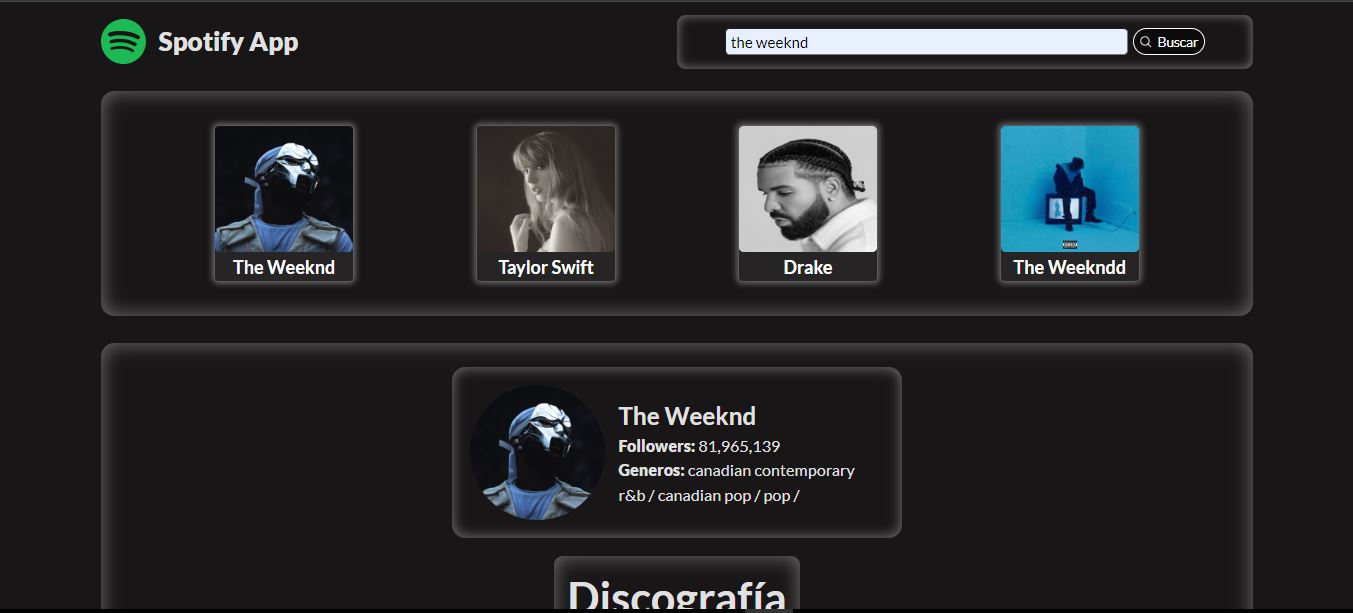 Spotify App
the weeknd
Buscar
The Weeknd
Taylor Swift
Drake
The Weekndd
The Weeknd
Followers: 81,965,139
Generos: canadian contemporary
r&b / canadian pop / pop /
Discografía